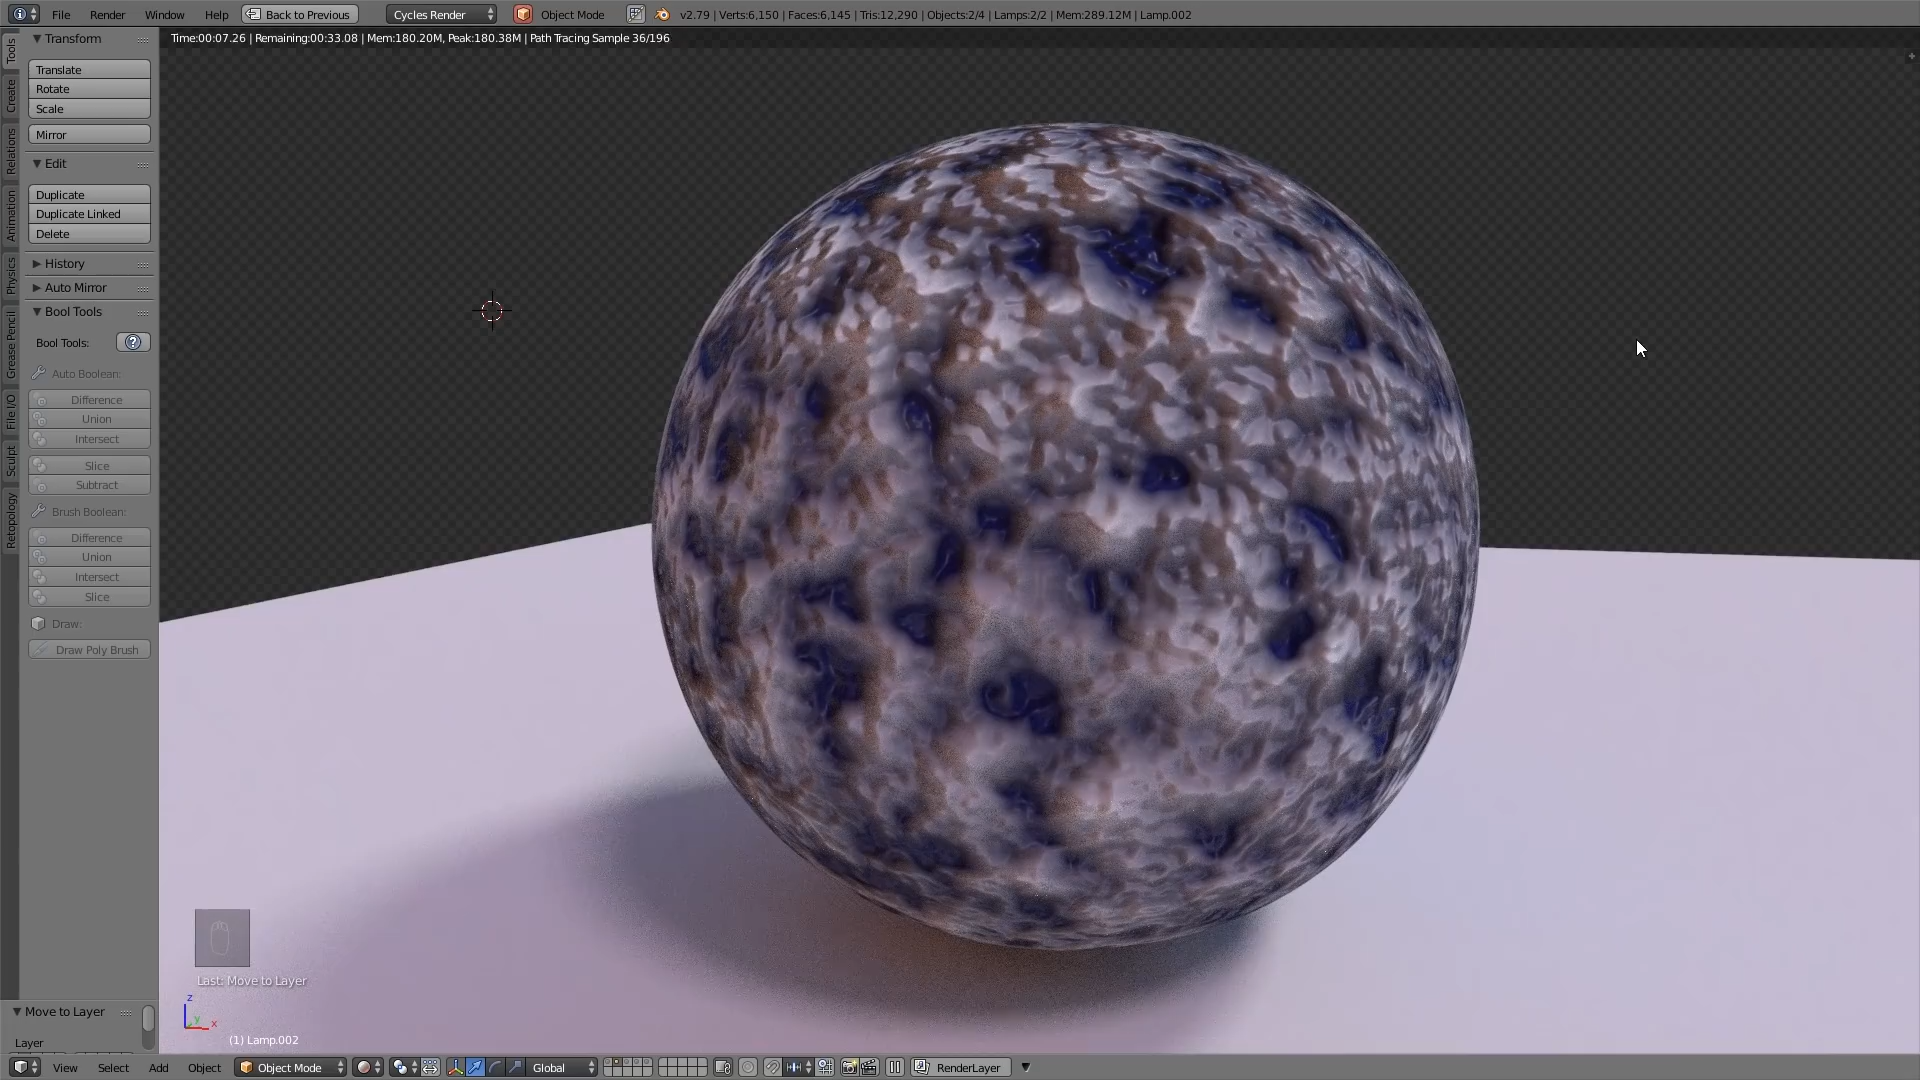 File Render Window Help Back to Previous Cycles Render Object Mode v2.79 | Verts:6,150 | Faces:6,145 | Tris:12,290 | Objects:2/4 | Lamps:2/2 | Mem:289.12M | Lamp.002
Time:00:07.26 | Remaining:00:33.08 | Mem:180.20M, Peak:180.38M | Path Tracing Sample 36/196
Tools
Create
Relations
Animation
Physics
Grease Pencil
File I/O
Sculpt
Retopology
Transform
Translate
Rotate
Scale
Mirror
Edit
Duplicate
Duplicate Linked
Delete
History
Auto Mirror
Bool Tools
Bool Tools: ?
Auto Boolean:
Difference
Union
Intersect
Slice
Subtract
Brush Boolean:
Difference
Union
Intersect
Slice
Draw:
Draw Poly Brush
Move to Layer
Layer
Last: Move to Layer
z
y
x
(1) Lamp.002
View Select Add Object Object Mode Global RenderLayer